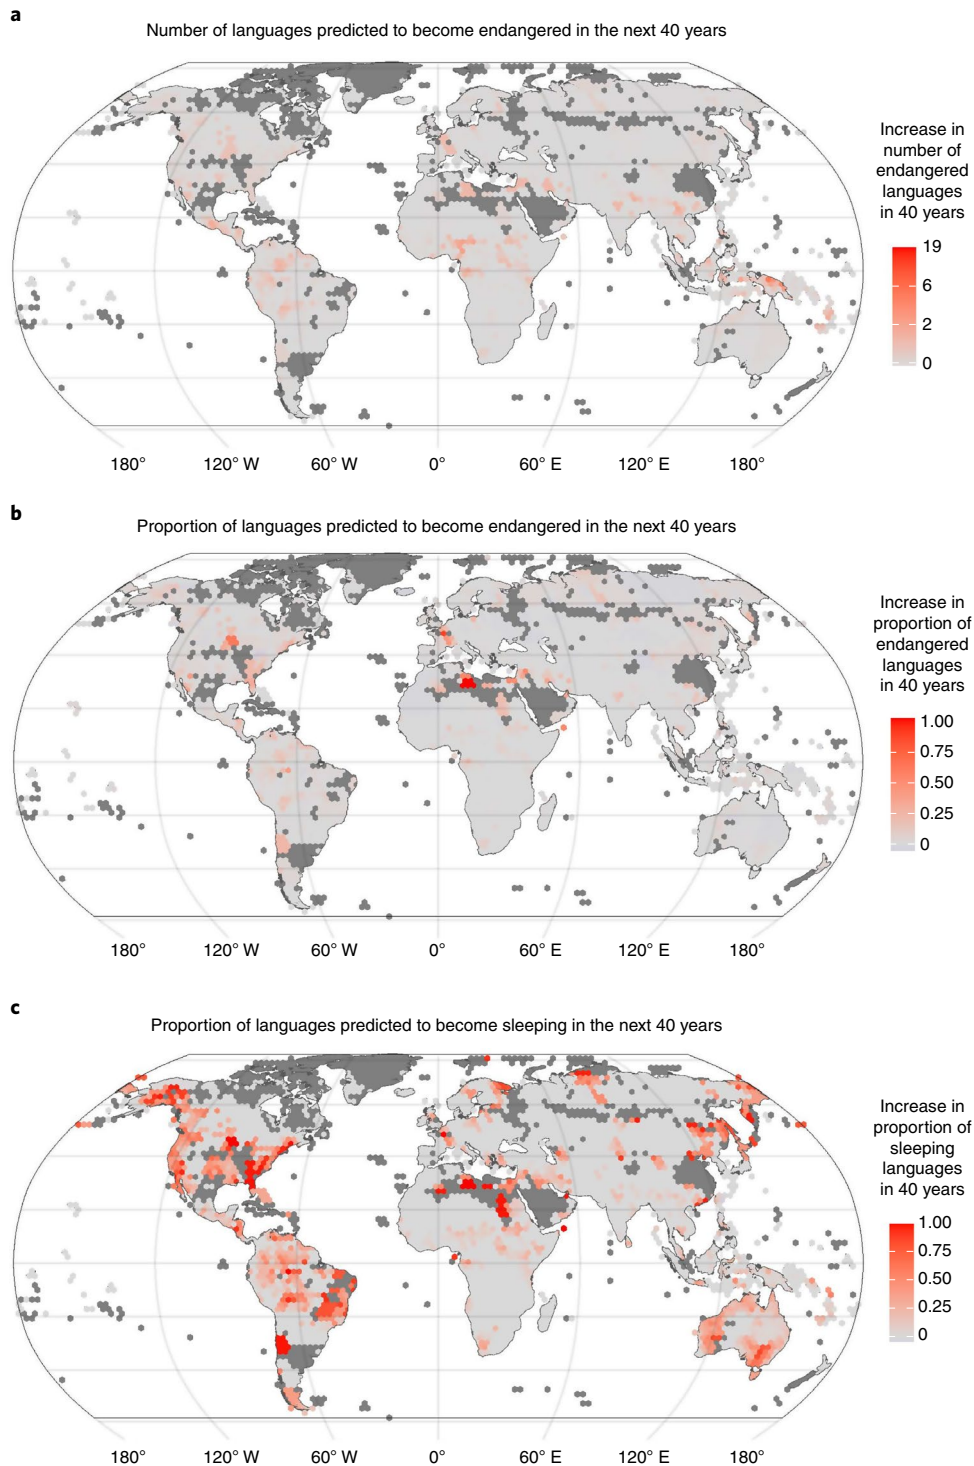 a
Number of languages predicted to become endangered in the next 40 years
Increase in
number of
endangered
languages
in 40 years
19
6
2
0
180°
120° W
60° W
0°
60° E
120° E
180°
b
Proportion of languages predicted to become endangered in the next 40 years
Increase in
proportion of
endangered
languages
in 40 years
1.00
0.75
0.50
0.25
0
180°
120° W
60° W
0°
60° E
120° E
180°
c
Proportion of languages predicted to become sleeping in the next 40 years
Increase in
proportion of
sleeping
languages
in 40 years
1.00
0.75
0.50
0.25
0
180°
120° W
60° W
0°
60° E
120° E
180°